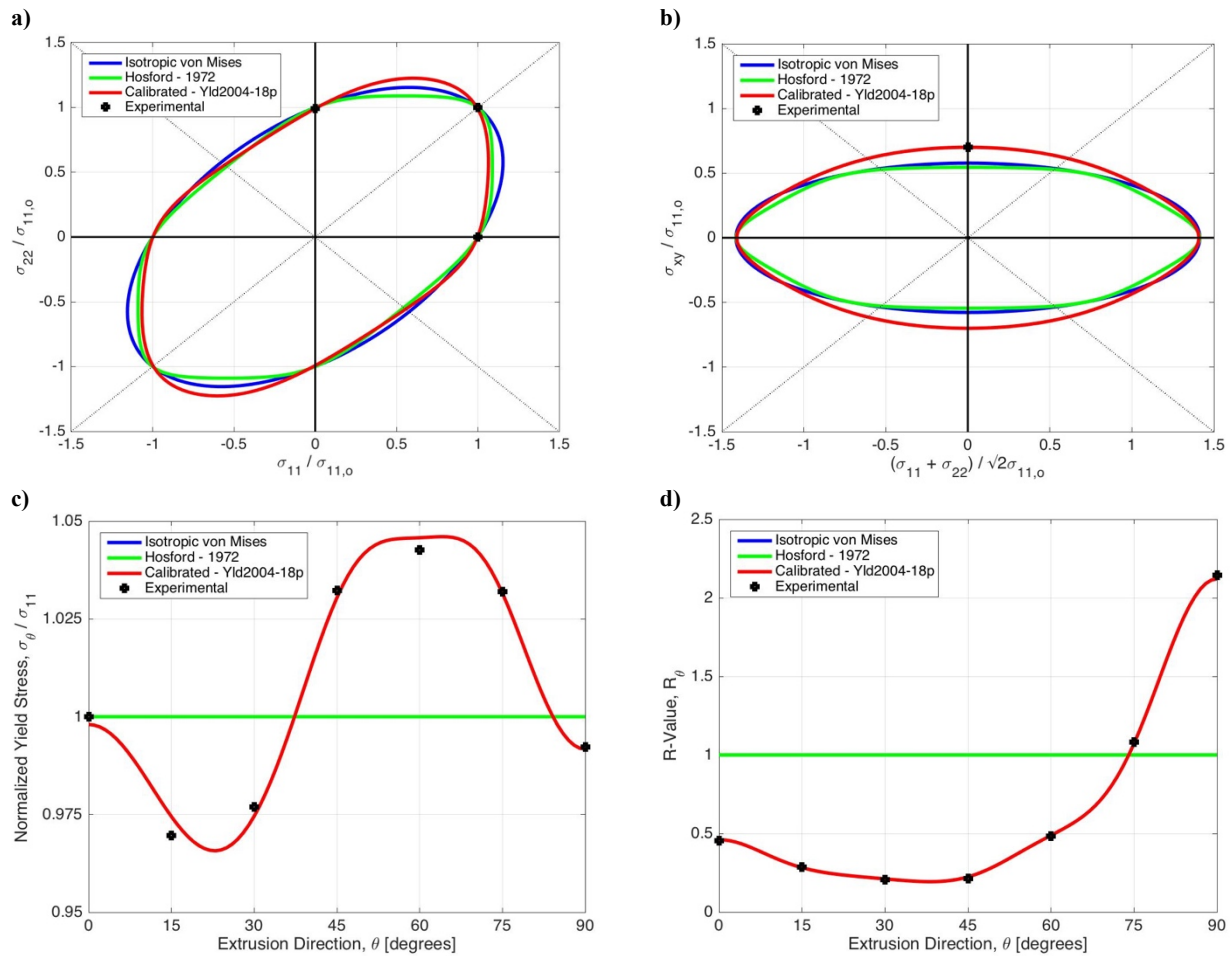 a)
1.5
1
0.5
0
-0.5
-1
-1.5
σ22 / σ11,o
Isotropic von Mises
Hosford - 1972
Calibrated - Yld2004-18p
Experimental
-1.5 -1 -0.5 0 0.5 1 1.5
σ11 / σ11,o
b)
1.5
1
0.5
0
-0.5
-1
-1.5
σxy / σ11,o
Isotropic von Mises
Hosford - 1972
Calibrated - Yld2004-18p
Experimental
-1.5 -1 -0.5 0 0.5 1 1.5
(σ11 + σ22) / √2σ11,o
c)
1.05
1.025
1
0.975
0.95
Normalized Yield Stress, σθ / σ11
Isotropic von Mises
Hosford - 1972
Calibrated - Yld2004-18p
Experimental
0 15 30 45 60 75 90
Extrusion Direction, θ [degrees]
d)
2.5
2
1.5
1
0.5
0
R-Value, Rθ
Isotropic von Mises
Hosford - 1972
Calibrated - Yld2004-18p
Experimental
0 15 30 45 60 75 90
Extrusion Direction, θ [degrees]